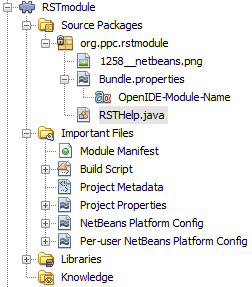 RSTmodule
Source Packages
org.ppc.rstmodule
1258__netbeans.png
Bundle.properties
OpenIDE-Module-Name
RSTHelp.java
Important Files
Module Manifest
Build Script
Project Metadata
Project Properties
NetBeans Platform Config
Per-user NetBeans Platform Config
Libraries
Knowledge